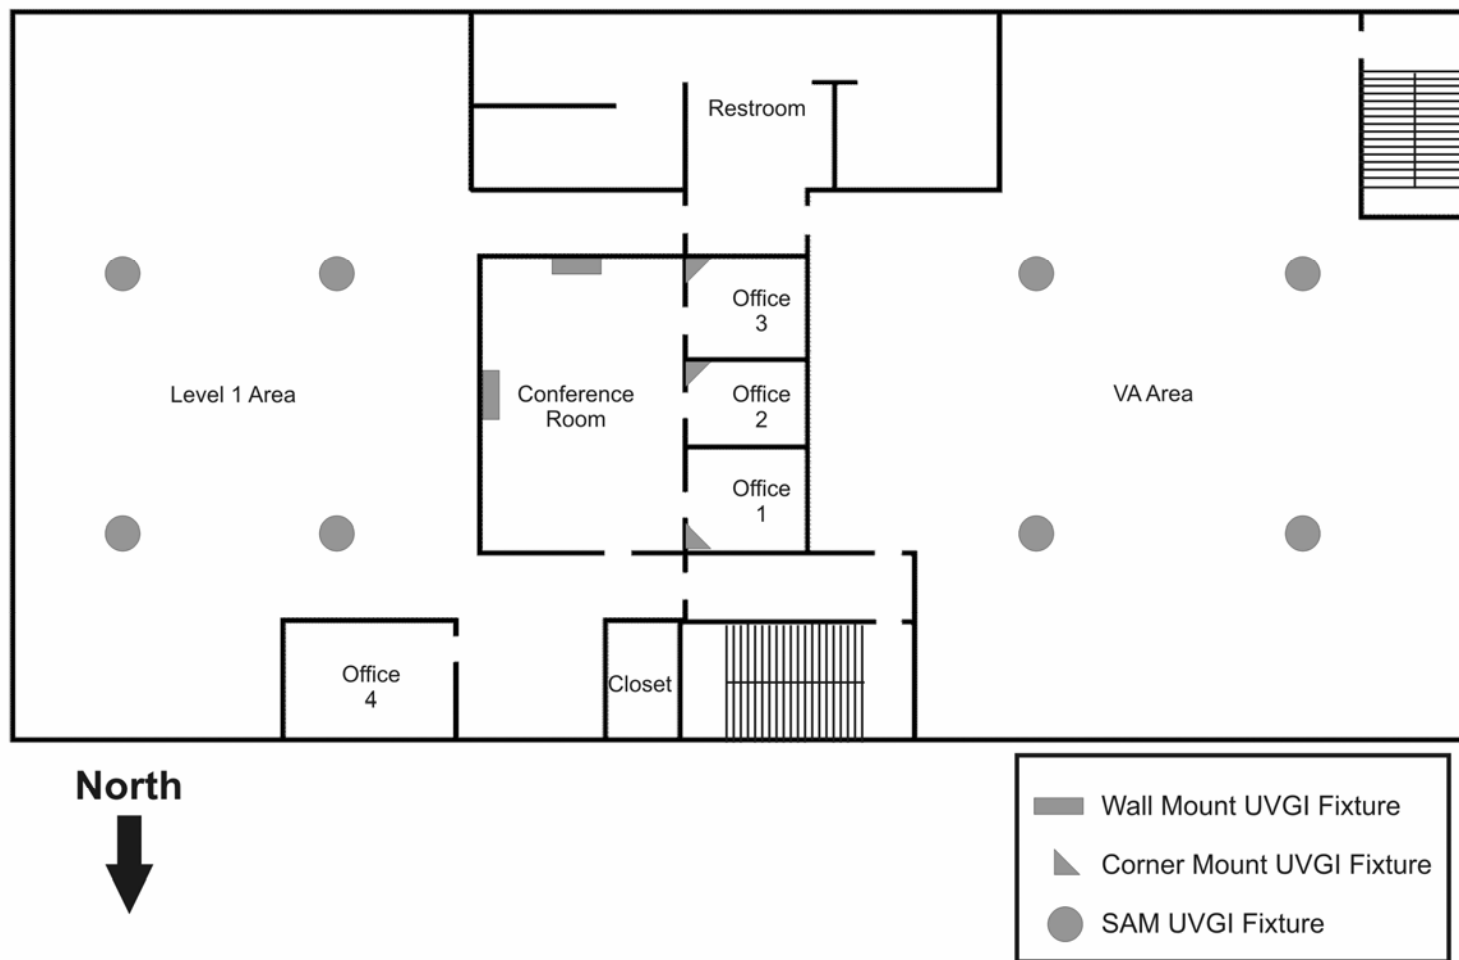 Restroom
Office
3
Level 1 Area
Conference
Room
Office
2
VA Area
Office
1
Office
4
Closet
North
Wall Mount UVGI Fixture
Corner Mount UVGI Fixture
SAM UVGI Fixture